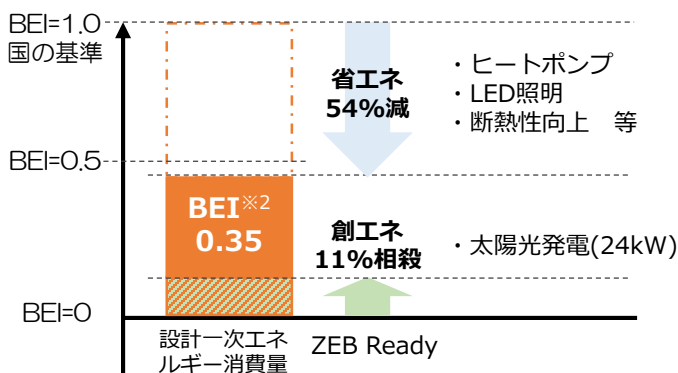 BEI=1.0
国の基準
省エネ
54%減
・ヒートポンプ
・LED照明
・断熱性向上　等
BEI=0.5
BEI※2
0.35
創エネ
11%相殺
・太陽光発電(24kW)
BEI=0
設計一次エネ
ルギー消費量
ZEB Ready